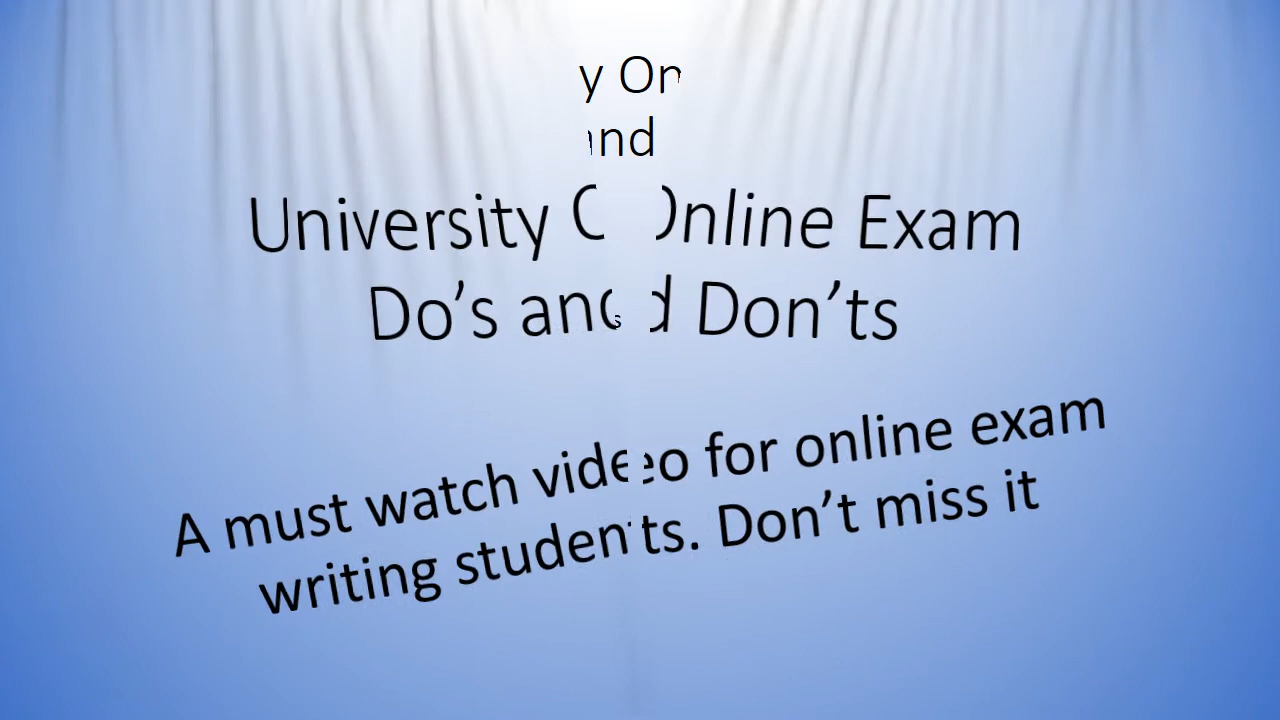 y On
and
University Online Exam
Do's and Don'ts
A must watch video for online exam
writing students. Don't miss it